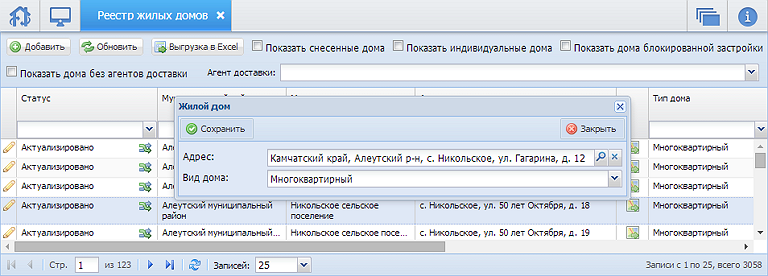 Реестр жилых домов
Добавить Обновить Выгрузка в Excel Показать снесенные дома Показать индивидуальные дома Показать дома блокированной застройки
Показать дома без агентов доставки Агент доставки:
Статус Тип дома
Жилой дом
Сохранить Закрыть
Адрес: Камчатский край, Алеутский р-н, с. Никольское, ул. Гагарина, д. 12
Вид дома: Многоквартирный
Актуализировано Многоквартирный
Актуализировано Многоквартирный
Актуализировано Многоквартирный
Актуализировано Алеутский муниципальный район Никольское сельское поселение с. Никольское, ул. 50 лет Октября, д. 18 Многоквартирный
Актуализировано Алеутский муниципальный... Никольское сельское посе... с. Никольское, ул. 50 лет Октября, д. 19 Многоквартирный
Стр. 1 из 123 Записей: 25 Записи с 1 по 25, всего 3058